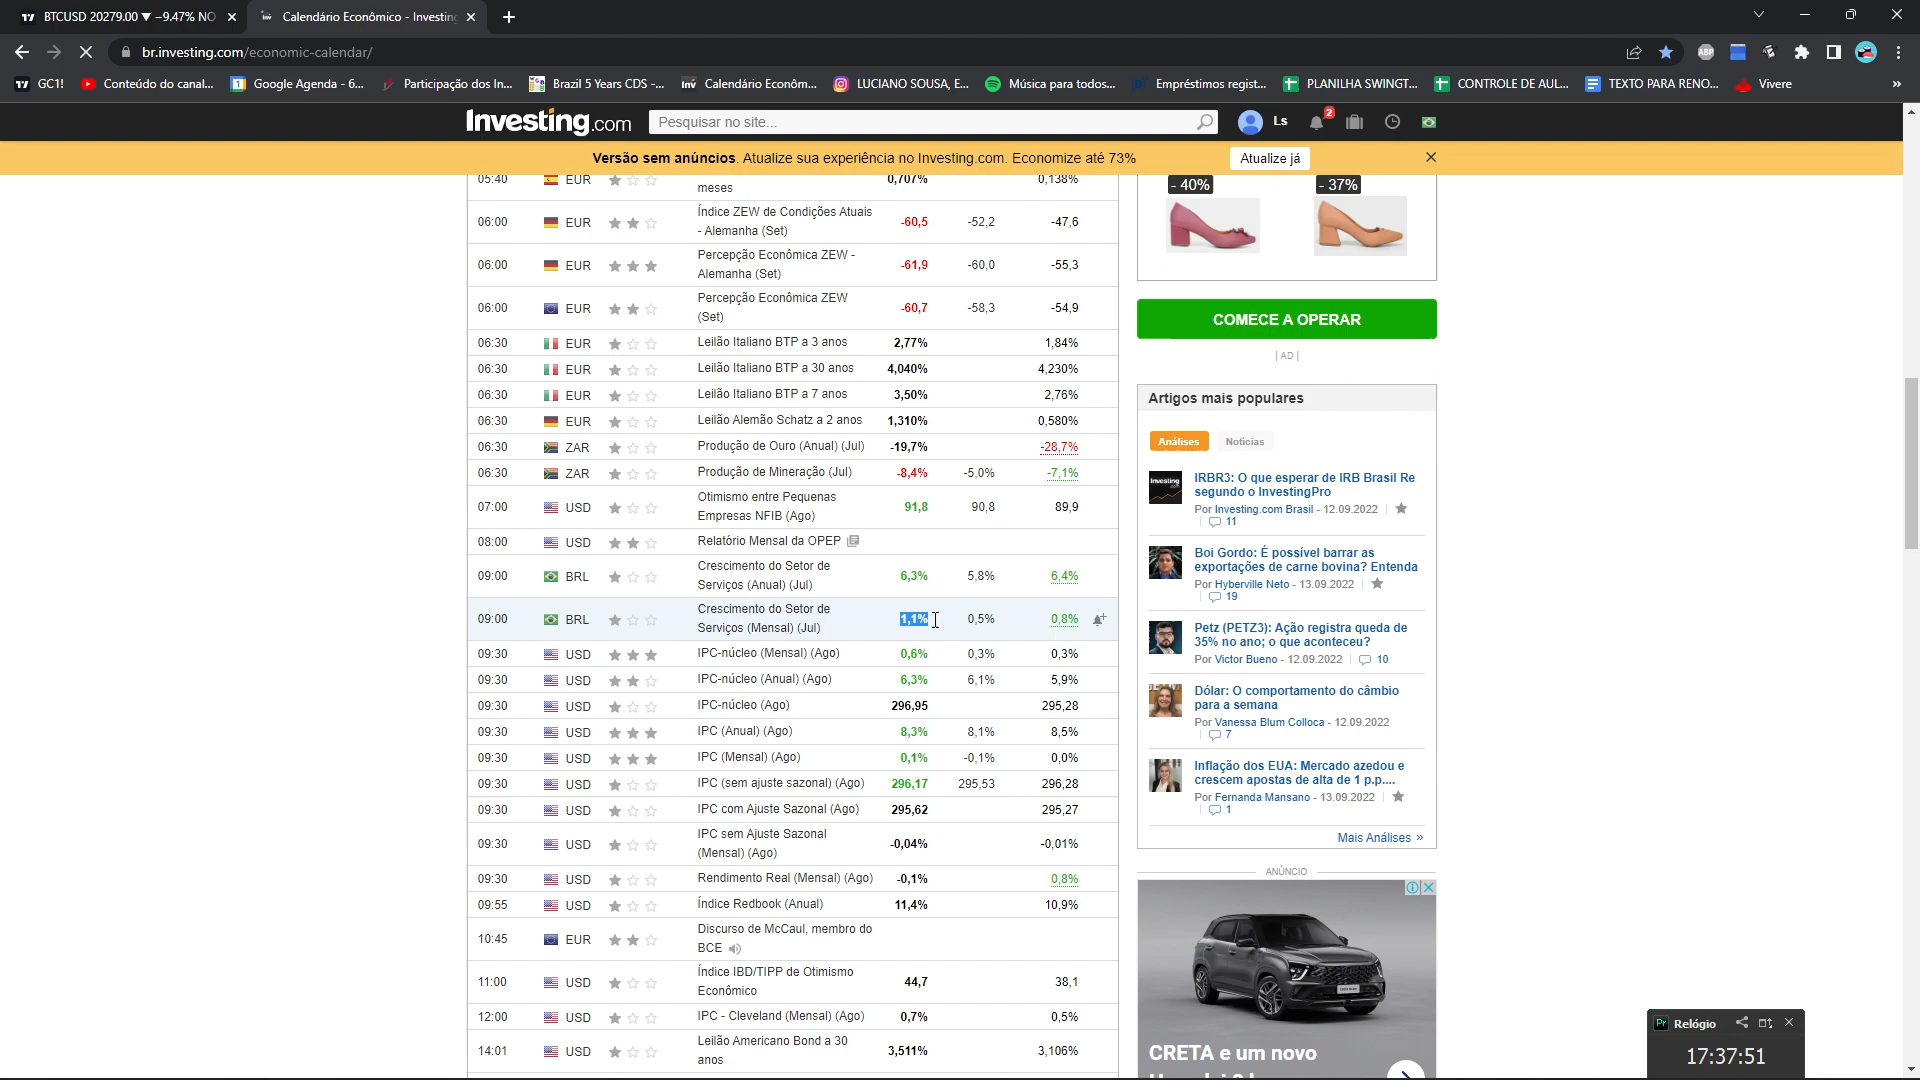 BTCUSD 20279.00 ▼ −9.47% NO
Calendário Econômico - Investing
br.investing.com/economic-calendar/
GC1!
Conteúdo do canal...
Google Agenda - 6...
Participação dos In...
Brazil 5 Years CDS -...
Calendário Econôm...
LUCIANO SOUSA, E...
Música para todos...
Empréstimos regist...
PLANILHA SWINGT...
CONTROLE DE AUL...
TEXTO PARA RENO...
Vivere
»
Investing.com
Pesquisar no site...
Ls
2
Versão sem anúncios. Atualize sua experiência no Investing.com. Economize até 73%
Atualize já
05:40 EUR meses 0,707% 0,138%
06:00 EUR Índice ZEW de Condições Atuais -60,5 -52,2 -47,6
- Alemanha (Set)
06:00 EUR Percepção Econômica ZEW - -61,9 -60,0 -55,3
Alemanha (Set)
06:00 EUR Percepção Econômica ZEW -60,7 -58,3 -54,9
(Set)
06:30 EUR Leilão Italiano BTP a 3 anos 2,77% 1,84%
06:30 EUR Leilão Italiano BTP a 30 anos 4,040% 4,230%
06:30 EUR Leilão Italiano BTP a 7 anos 3,50% 2,76%
06:30 EUR Leilão Alemão Schatz a 2 anos 1,310% 0,580%
06:30 ZAR Produção de Ouro (Anual) (Jul) -19,7% -28,7%
06:30 ZAR Produção de Mineração (Jul) -8,4% -5,0% -7,1%
07:00 USD Otimismo entre Pequenas 91,8 90,8 89,9
Empresas NFIB (Ago)
08:00 USD Relatório Mensal da OPEP
09:00 BRL Crescimento do Setor de 6,3% 5,8% 6,4%
Serviços (Anual) (Jul)
09:00 BRL Crescimento do Setor de 1,1% 0,5% 0,8%
Serviços (Mensal) (Jul)
09:30 USD IPC-núcleo (Mensal) (Ago) 0,6% 0,3% 0,3%
09:30 USD IPC-núcleo (Anual) (Ago) 6,3% 6,1% 5,9%
09:30 USD IPC-núcleo (Ago) 296,95 295,28
09:30 USD IPC (Anual) (Ago) 8,3% 8,1% 8,5%
09:30 USD IPC (Mensal) (Ago) 0,1% -0,1% 0,0%
09:30 USD IPC (sem ajuste sazonal) (Ago) 296,17 295,53 296,28
09:30 USD IPC com Ajuste Sazonal (Ago) 295,62 295,27
09:30 USD IPC sem Ajuste Sazonal -0,04% -0,01%
(Mensal) (Ago)
09:30 USD Rendimento Real (Mensal) (Ago) -0,1% 0,8%
09:55 USD Índice Redbook (Anual) 11,4% 10,9%
10:45 EUR Discurso de McCaul, membro do
BCE
11:00 USD Índice IBD/TIPP de Otimismo 44,7 38,1
Econômico
12:00 USD IPC - Cleveland (Mensal) (Ago) 0,7% 0,5%
14:01 USD Leilão Americano Bond a 30 3,511% 3,106%
anos
- 40%
- 37%
COMECE A OPERAR
| AD |
Artigos mais populares
Análises
Notícias
Investing
.com
IRBR3: O que esperar de IRB Brasil Re
segundo o InvestingPro
Por Investing.com Brasil - 12.09.2022
11
Boi Gordo: É possível barrar as
exportações de carne bovina? Entenda
Por Hyberville Neto - 13.09.2022
19
Petz (PETZ3): Ação registra queda de
35% no ano; o que aconteceu?
Por Victor Bueno - 12.09.2022 10
Dólar: O comportamento do câmbio
para a semana
Por Vanessa Blum Colloca - 12.09.2022
7
Inflação dos EUA: Mercado azedou e
crescem apostas de alta de 1 p.p....
Por Fernanda Mansano - 13.09.2022
1
Mais Análises »
ANÚNCIO
CRETA
CRETA e um novo
Pr Relógio
17:37:51